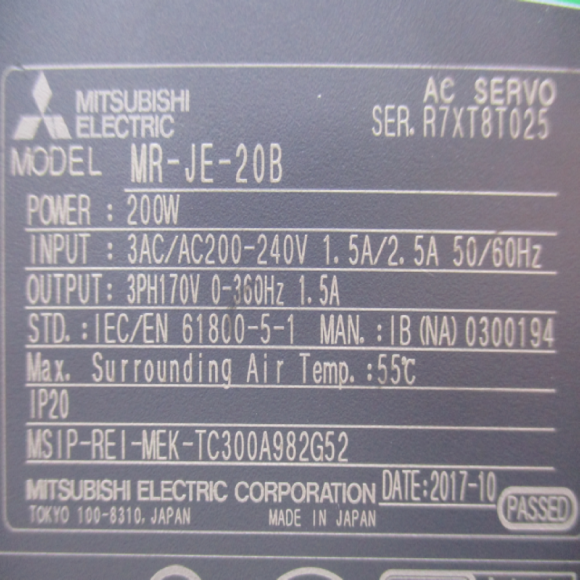 MITSUBISHI
ELECTRIC
AC SERVO
SER. R7XT8T025
MODEL MR-JE-20B
POWER : 200W
INPUT : 3AC/AC200-240V 1.5A/2.5A 50/60Hz
OUTPUT: 3PH170V 0-360Hz 1.5A
STD. : IEC/EN 61800-5-1 MAN. : IB (NA) 0300194
Max. Surrounding Air Temp. :55℃
IP20
MSIP-REI-MEK-TC300A982G52
MITSUBISHI ELECTRIC CORPORATION DATE:2017-10
TOKYO 100-8310, JAPAN MADE IN JAPAN PASSED